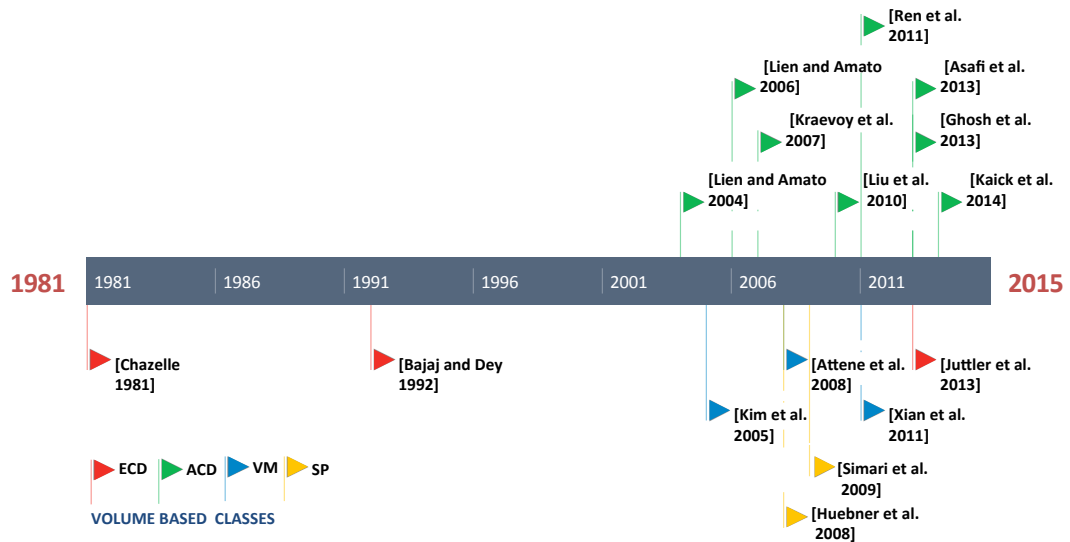 [Ren et al.
2011]
[Lien and Amato
2006]
[Asafi et al.
2013]
[Kraevoy et al.
2007]
[Ghosh et al.
2013]
[Lien and Amato
2004]
[Liu et al.
2010]
[Kaick et al.
2014]
1981
1981
1986
1991
1996
2001
2006
2011
2015
[Chazelle
1981]
[Bajaj and Dey
1992]
[Attene et al.
2008]
[Juttler et al.
2013]
[Kim et al.
2005]
[Xian et al.
2011]
[Simari et al.
2009]
[Huebner et al.
2008]
ECD
ACD
VM
SP
VOLUME BASED CLASSES